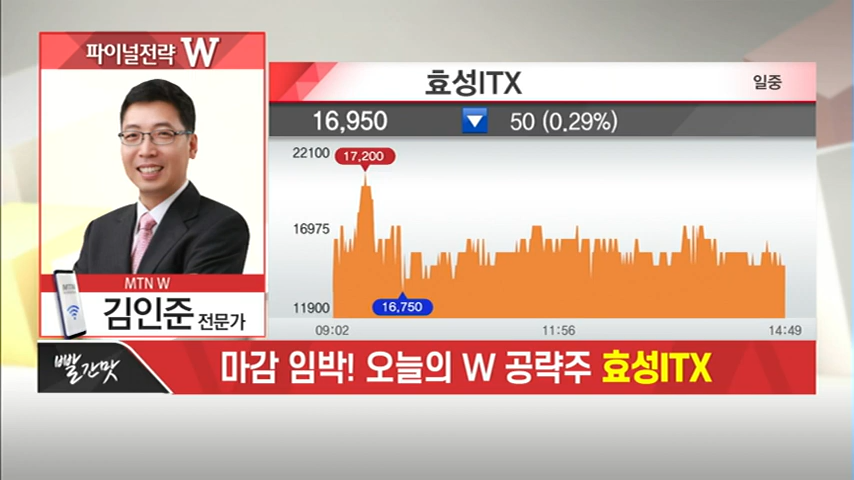 파이널전략 W
MTN W
김인준 전문가
효성ITX
일중
16,950 ▼ 50 (0.29%)
22100
17,200
16975
16,750
11900
09:02 11:56 14:49
빨간맛
마감 임박! 오늘의 W 공략주 효성ITX